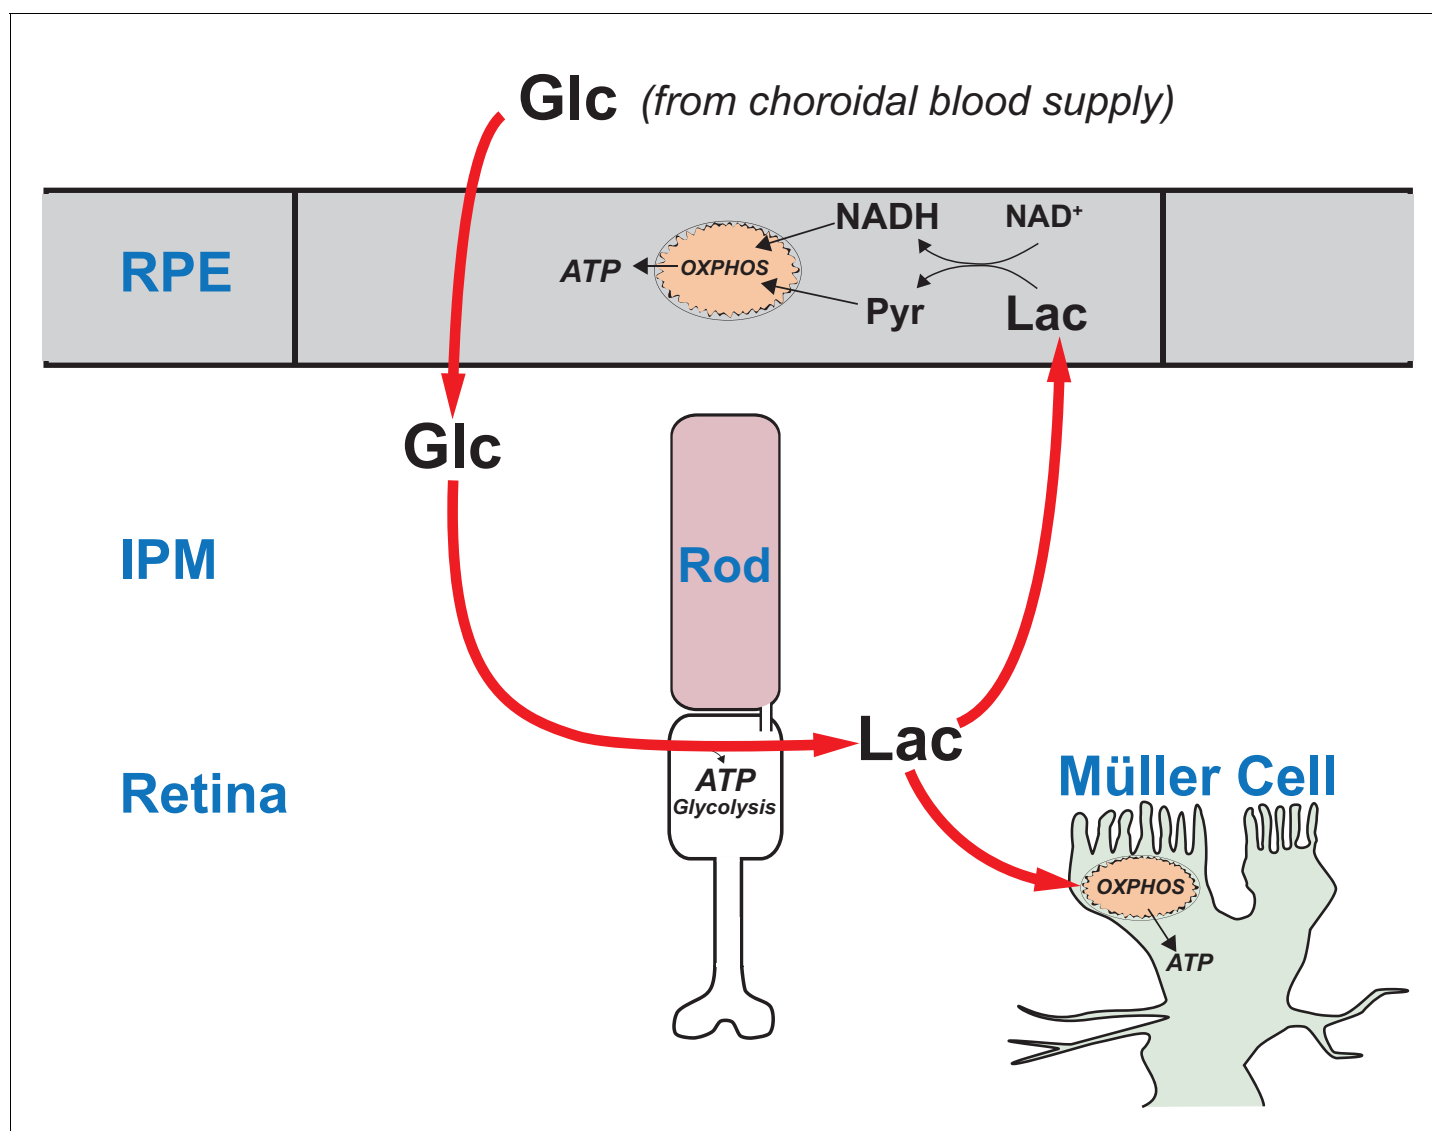 Glc (from choroidal blood supply)
RPE
ATP
OXPHOS
NADH
NAD⁺
Pyr
Lac
Glc
IPM
Rod
Retina
ATP
Glycolysis
Lac
Müller Cell
OXPHOS
ATP